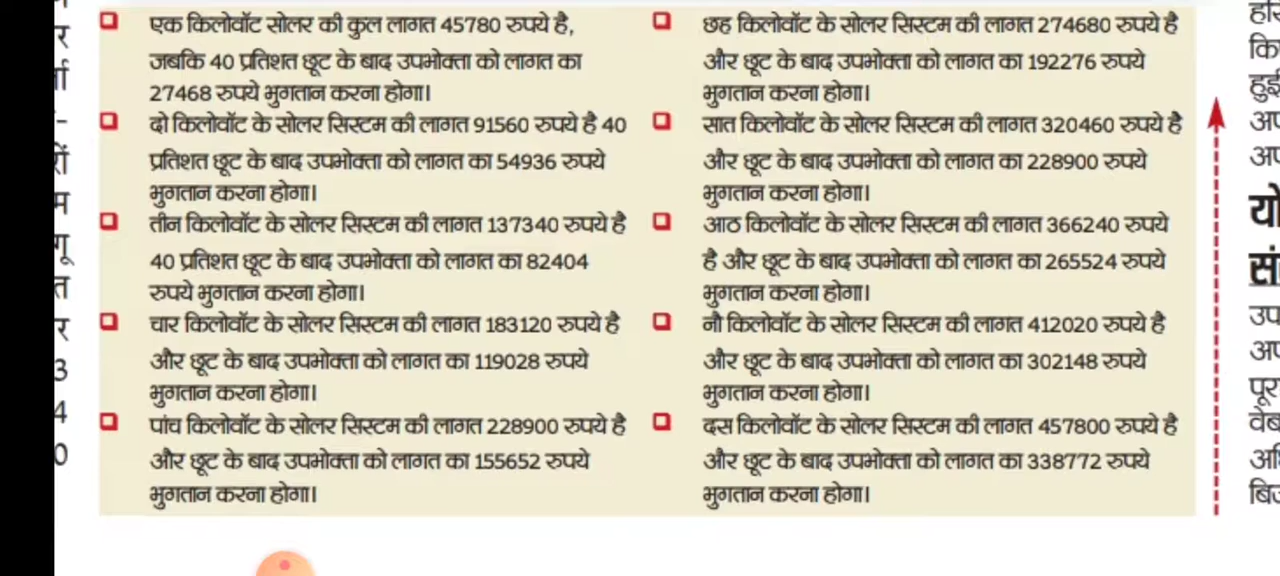 एक किलोवॉट सोलर की कुल लागत 45780 रुपये है,
जबकि 40 प्रतिशत छूट के बाद उपभोक्ता को लागत का
27468 रुपये भुगतान करना होगा।
दो किलोवॉट के सोलर सिस्टम की लागत 91560 रुपये है 40
प्रतिशत छूट के बाद उपभोक्ता को लागत का 54936 रुपये
भुगतान करना होगा।
तीन किलोवॉट के सोलर सिस्टम की लागत 137340 रुपये है
40 प्रतिशत छूट के बाद उपभोक्ता को लागत का 82404
रुपये भुगतान करना होगा।
चार किलोवॉट के सोलर सिस्टम की लागत 183120 रुपये है
और छूट के बाद उपभोक्ता को लागत का 119028 रुपये
भुगतान करना होगा।
पांच किलोवॉट के सोलर सिस्टम की लागत 228900 रुपये है
और छूट के बाद उपभोक्ता को लागत का 155652 रुपये
भुगतान करना होगा।
छह किलोवॉट के सोलर सिस्टम की लागत 274680 रुपये है
और छूट के बाद उपभोक्ता को लागत का 192276 रुपये
भुगतान करना होगा।
सात किलोवॉट के सोलर सिस्टम की लागत 320460 रुपये है
और छूट के बाद उपभोक्ता को लागत का 228900 रुपये
भुगतान करना होगा।
आठ किलोवॉट के सोलर सिस्टम की लागत 366240 रुपये
है और छूट के बाद उपभोक्ता को लागत का 265524 रुपये
भुगतान करना होगा।
नौ किलोवॉट के सोलर सिस्टम की लागत 412020 रुपये है
और छूट के बाद उपभोक्ता को लागत का 302148 रुपये
भुगतान करना होगा।
दस किलोवॉट के सोलर सिस्टम की लागत 457800 रुपये है
और छूट के बाद उपभोक्ता को लागत का 338772 रुपये
भुगतान करना होगा।